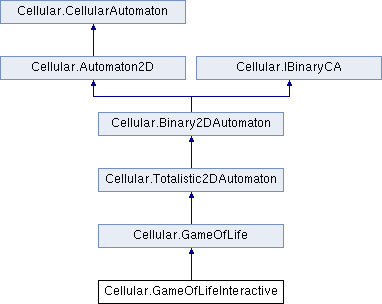 Cellular.CellularAutomaton
Cellular.Automaton2D
Cellular.IBinaryCA
Cellular.Binary2DAutomaton
Cellular.Totalistic2DAutomaton
Cellular.GameOfLife
Cellular.GameOfLifeInteractive